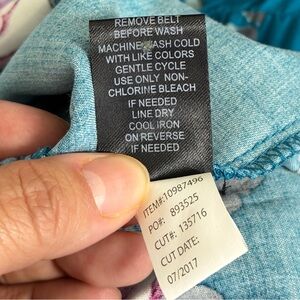 REMOVE BELT
BEFORE WASH
MACHINE WASH COLD
WITH LIKE COLORS
GENTLE CYCLE
USE ONLY NON-
CHLORINE BLEACH
IF NEEDED
LINE DRY
COOL IRON
ON REVERSE
IF NEEDED
ITEM#: 10987496
PO#: 893525
CUT#: 135716
CUT DATE:
07/2017